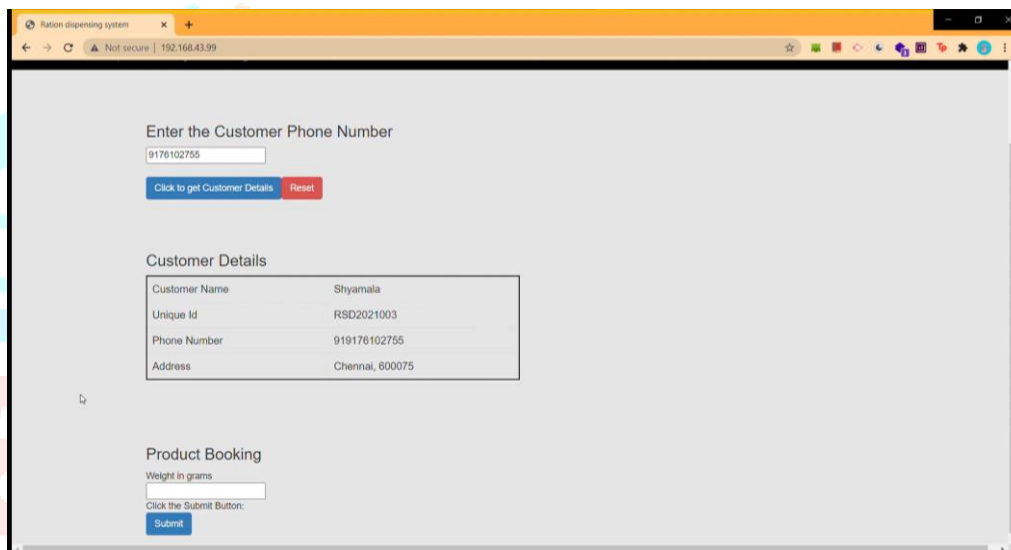 Ration dispensing system
Not secure | 192.168.43.99
Enter the Customer Phone Number
9176102755
Click to get Customer Details Reset
Customer Details
Customer Name Shyamala
Unique Id RSD2021003
Phone Number 919176102755
Address Chennai, 600075
Product Booking
Weight in grams
Click the Submit Button:
Submit